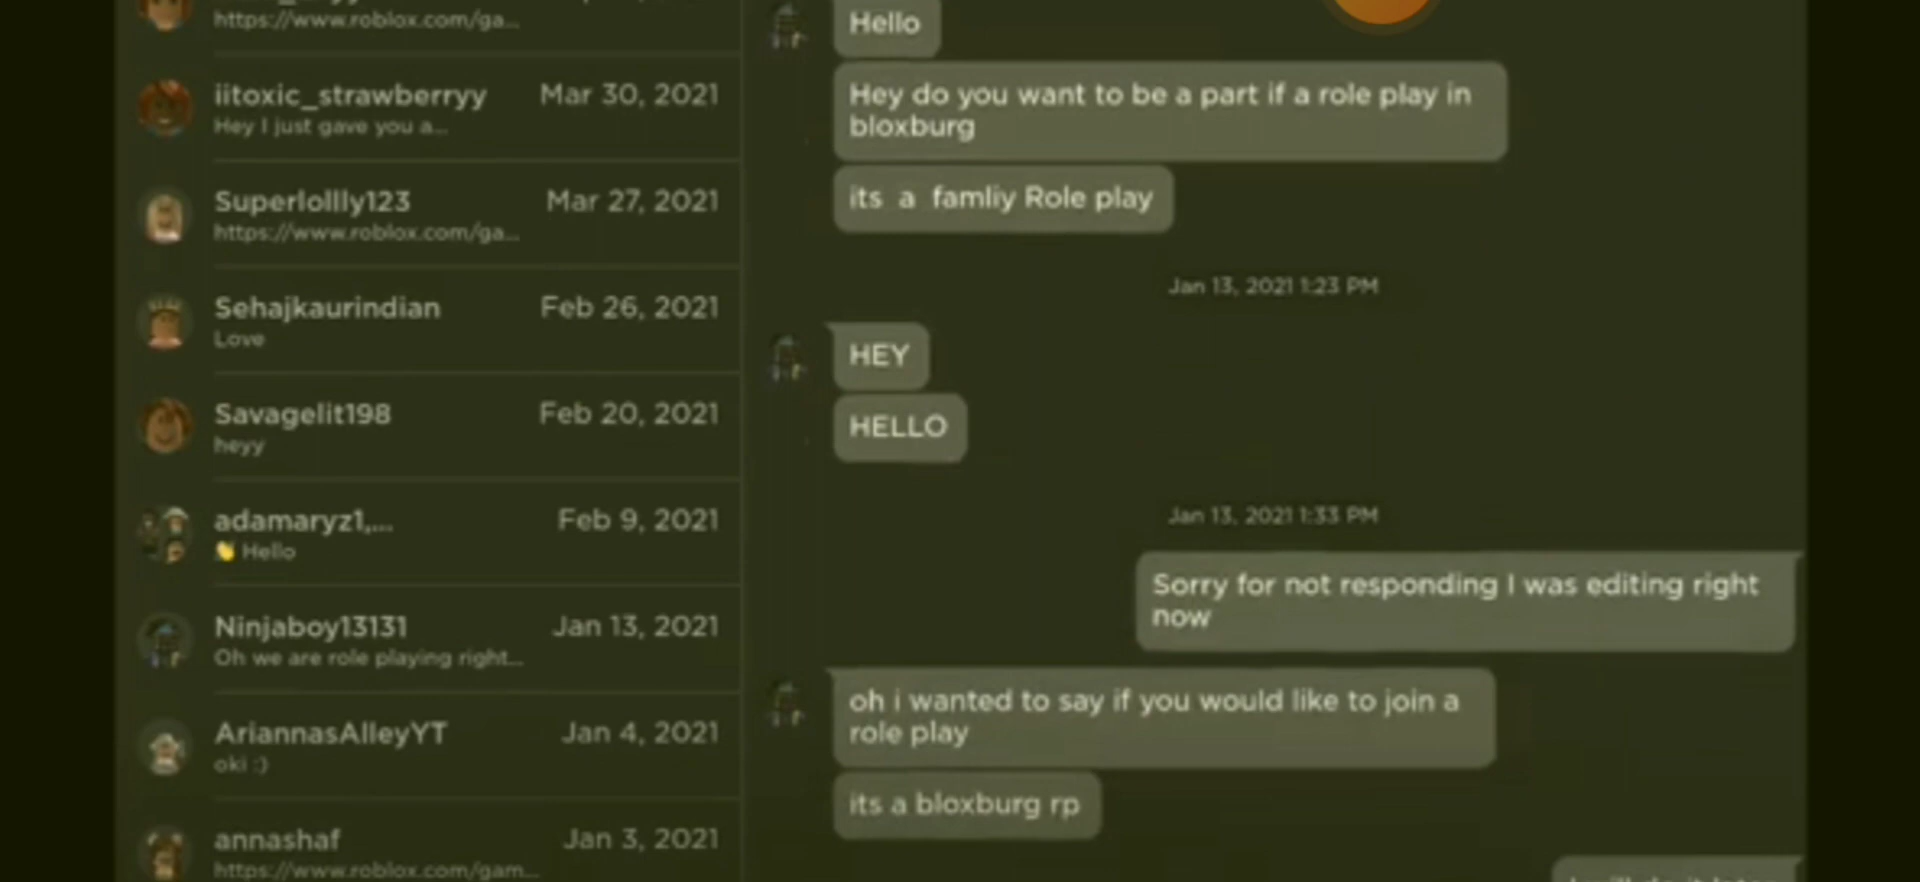 https://www.roblox.com/ga...
iitoxic_strawberryy
Mar 30, 2021
Hey I just gave you a...
Superlollly123
Mar 27, 2021
https://www.roblox.com/ga...
Sehajkaurindian
Feb 26, 2021
Love
Savagelit198
Feb 20, 2021
heyy
adamaryz1,...
Feb 9, 2021
👋 Hello
Ninjaboy13131
Jan 13, 2021
Oh we are role playing right...
AriannasAlleyYT
Jan 4, 2021
oki :)
annashaf
Jan 3, 2021
https://www.roblox.com/gam...
Hello
Hey do you want to be a part if a role play in
bloxburg
its a famliy Role play
Jan 13, 2021 1:23 PM
HEY
HELLO
Jan 13, 2021 1:33 PM
Sorry for not responding I was editing right
now
oh i wanted to say if you would like to join a
role play
its a bloxburg rp